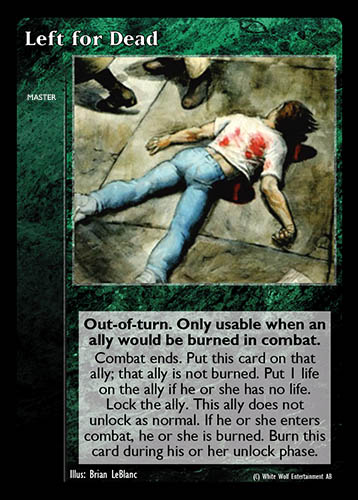 Left for Dead
MASTER
Out-of-turn. Only usable when an
ally would be burned in combat.
Combat ends. Put this card on that
ally; that ally is not burned. Put 1 life
on the ally if he or she has no life.
Lock the ally. This ally does not
unlock as normal. If he or she enters
combat, he or she is burned. Burn this
card during his or her unlock phase.
Illus: Brian LeBlanc
(C) White Wolf Entertainment AB